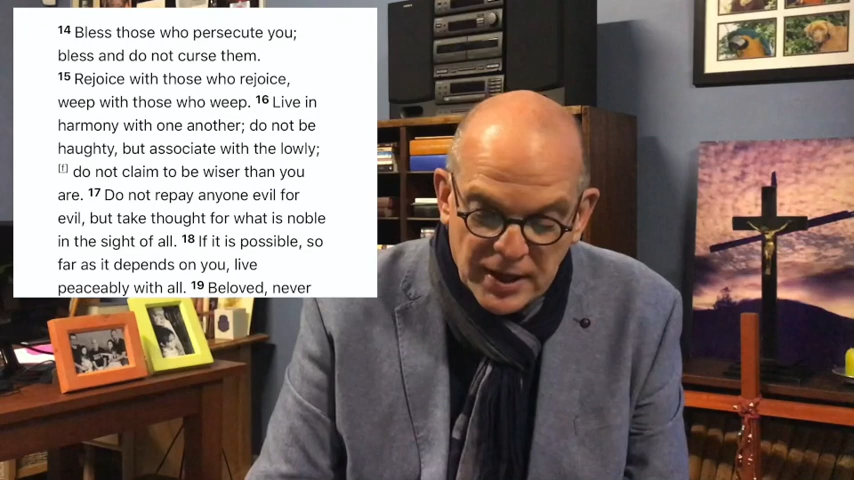 14 Bless those who persecute you;
bless and do not curse them.
15 Rejoice with those who rejoice,
weep with those who weep. 16 Live in
harmony with one another; do not be
haughty, but associate with the lowly;
[f] do not claim to be wiser than you
are. 17 Do not repay anyone evil for
evil, but take thought for what is noble
in the sight of all. 18 If it is possible, so
far as it depends on you, live
peaceably with all. 19 Beloved, never